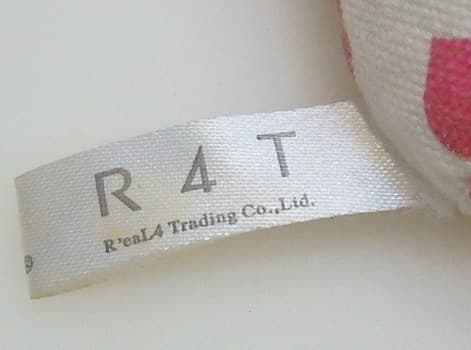 R 4 T
R'eaL4 Trading Co.,Ltd.
®